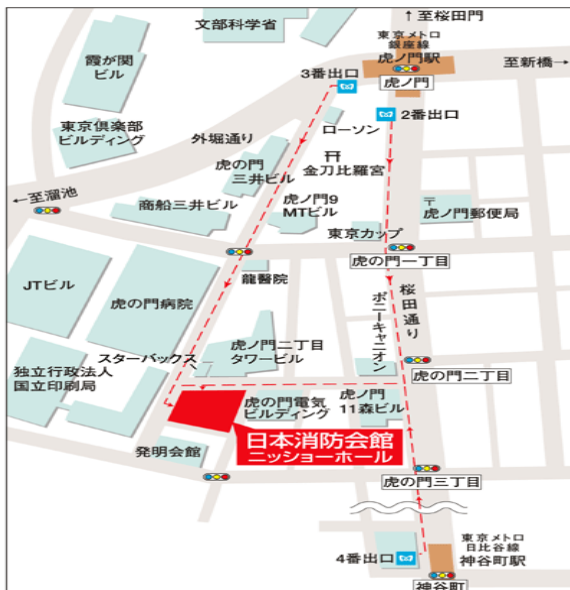 ↑至桜田門
文部科学省
東京メトロ
銀座線
虎ノ門駅
霞が関
ビル
3番出口
虎ノ門
至新橋→
2番出口
東京倶楽部
ビルディング
外堀通り
ローソン
虎の門
三井ビル
金刀比羅宮
←至溜池
商船三井ビル
虎ノ門9
MTビル
〒
虎ノ門郵便局
東京カップ
虎の門一丁目
龍醫院
JTビル
虎の門病院
桜田通り
ポニーキャニオン
虎ノ門二丁目
タワービル
スターバックス
虎の門二丁目
独立行政法人
国立印刷局
虎の門電気
ビルディング
虎ノ門
11森ビル
日本消防会館
ニッショーホール
発明会館
虎の門三丁目
東京メトロ
日比谷線
神谷町駅
4番出口
神谷町